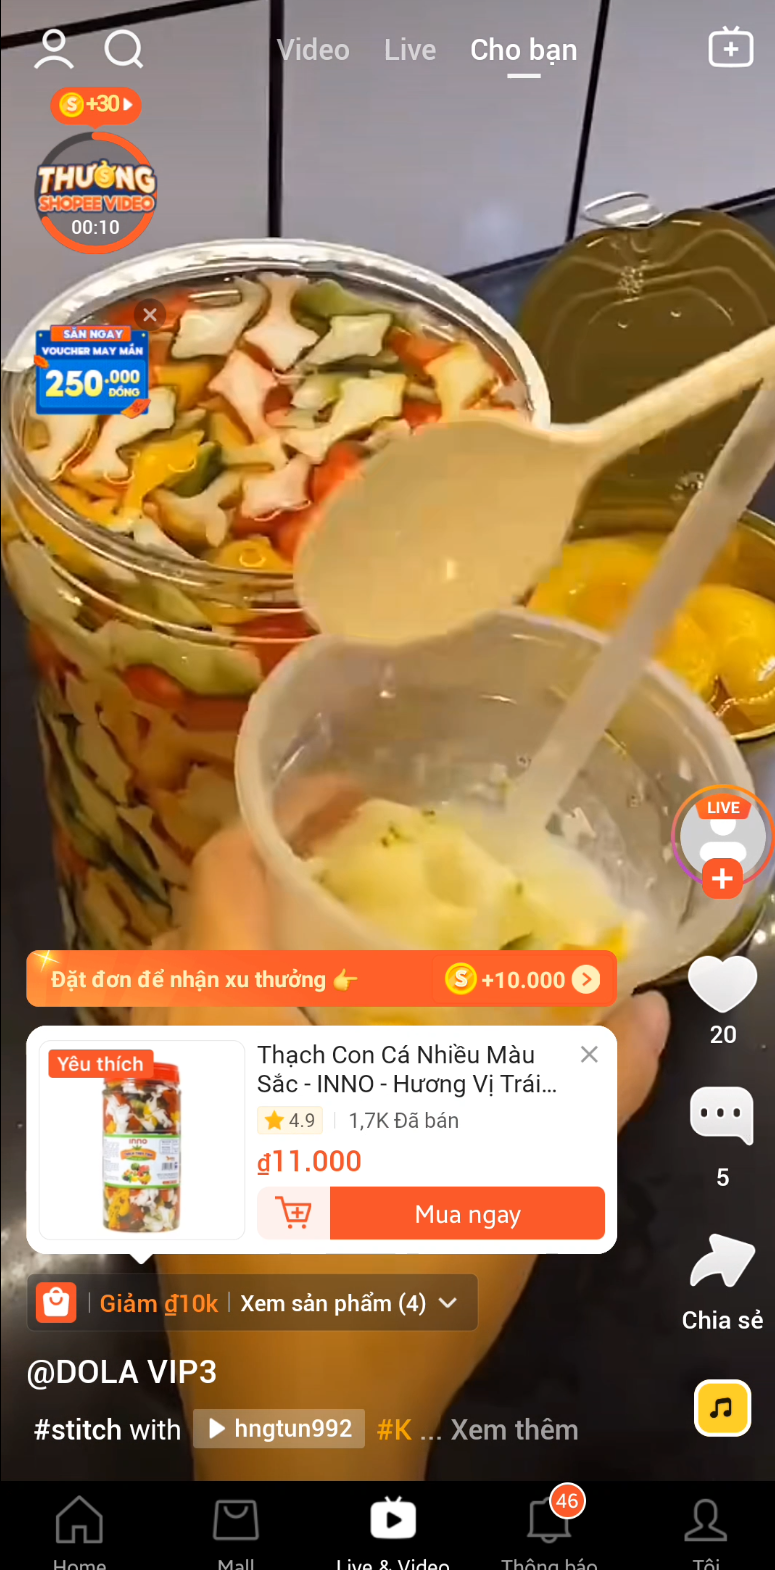 Video Live Cho bạn
+30
THƯỞNG
SHOPEE VIDEO
00:10
SĂN NGAY
VOUCHER MAY MẮN
250.000
ĐỒNG
LIVE
Đặt đơn để nhận xu thưởng 👉 S +10.000
20
Yêu thích
inno
Thạch Con Cá Nhiều Màu
Sắc - INNO - Hương Vị Trái...
4.9 1,7K Đã bán
₫11.000
Mua ngay
5
Giảm ₫10k Xem sản phẩm (4)
Chia sẻ
@DOLA VIP3
#stitch with hngtun992 #K ... Xem thêm
46
Home Mall Live & Video Thông báo Tôi